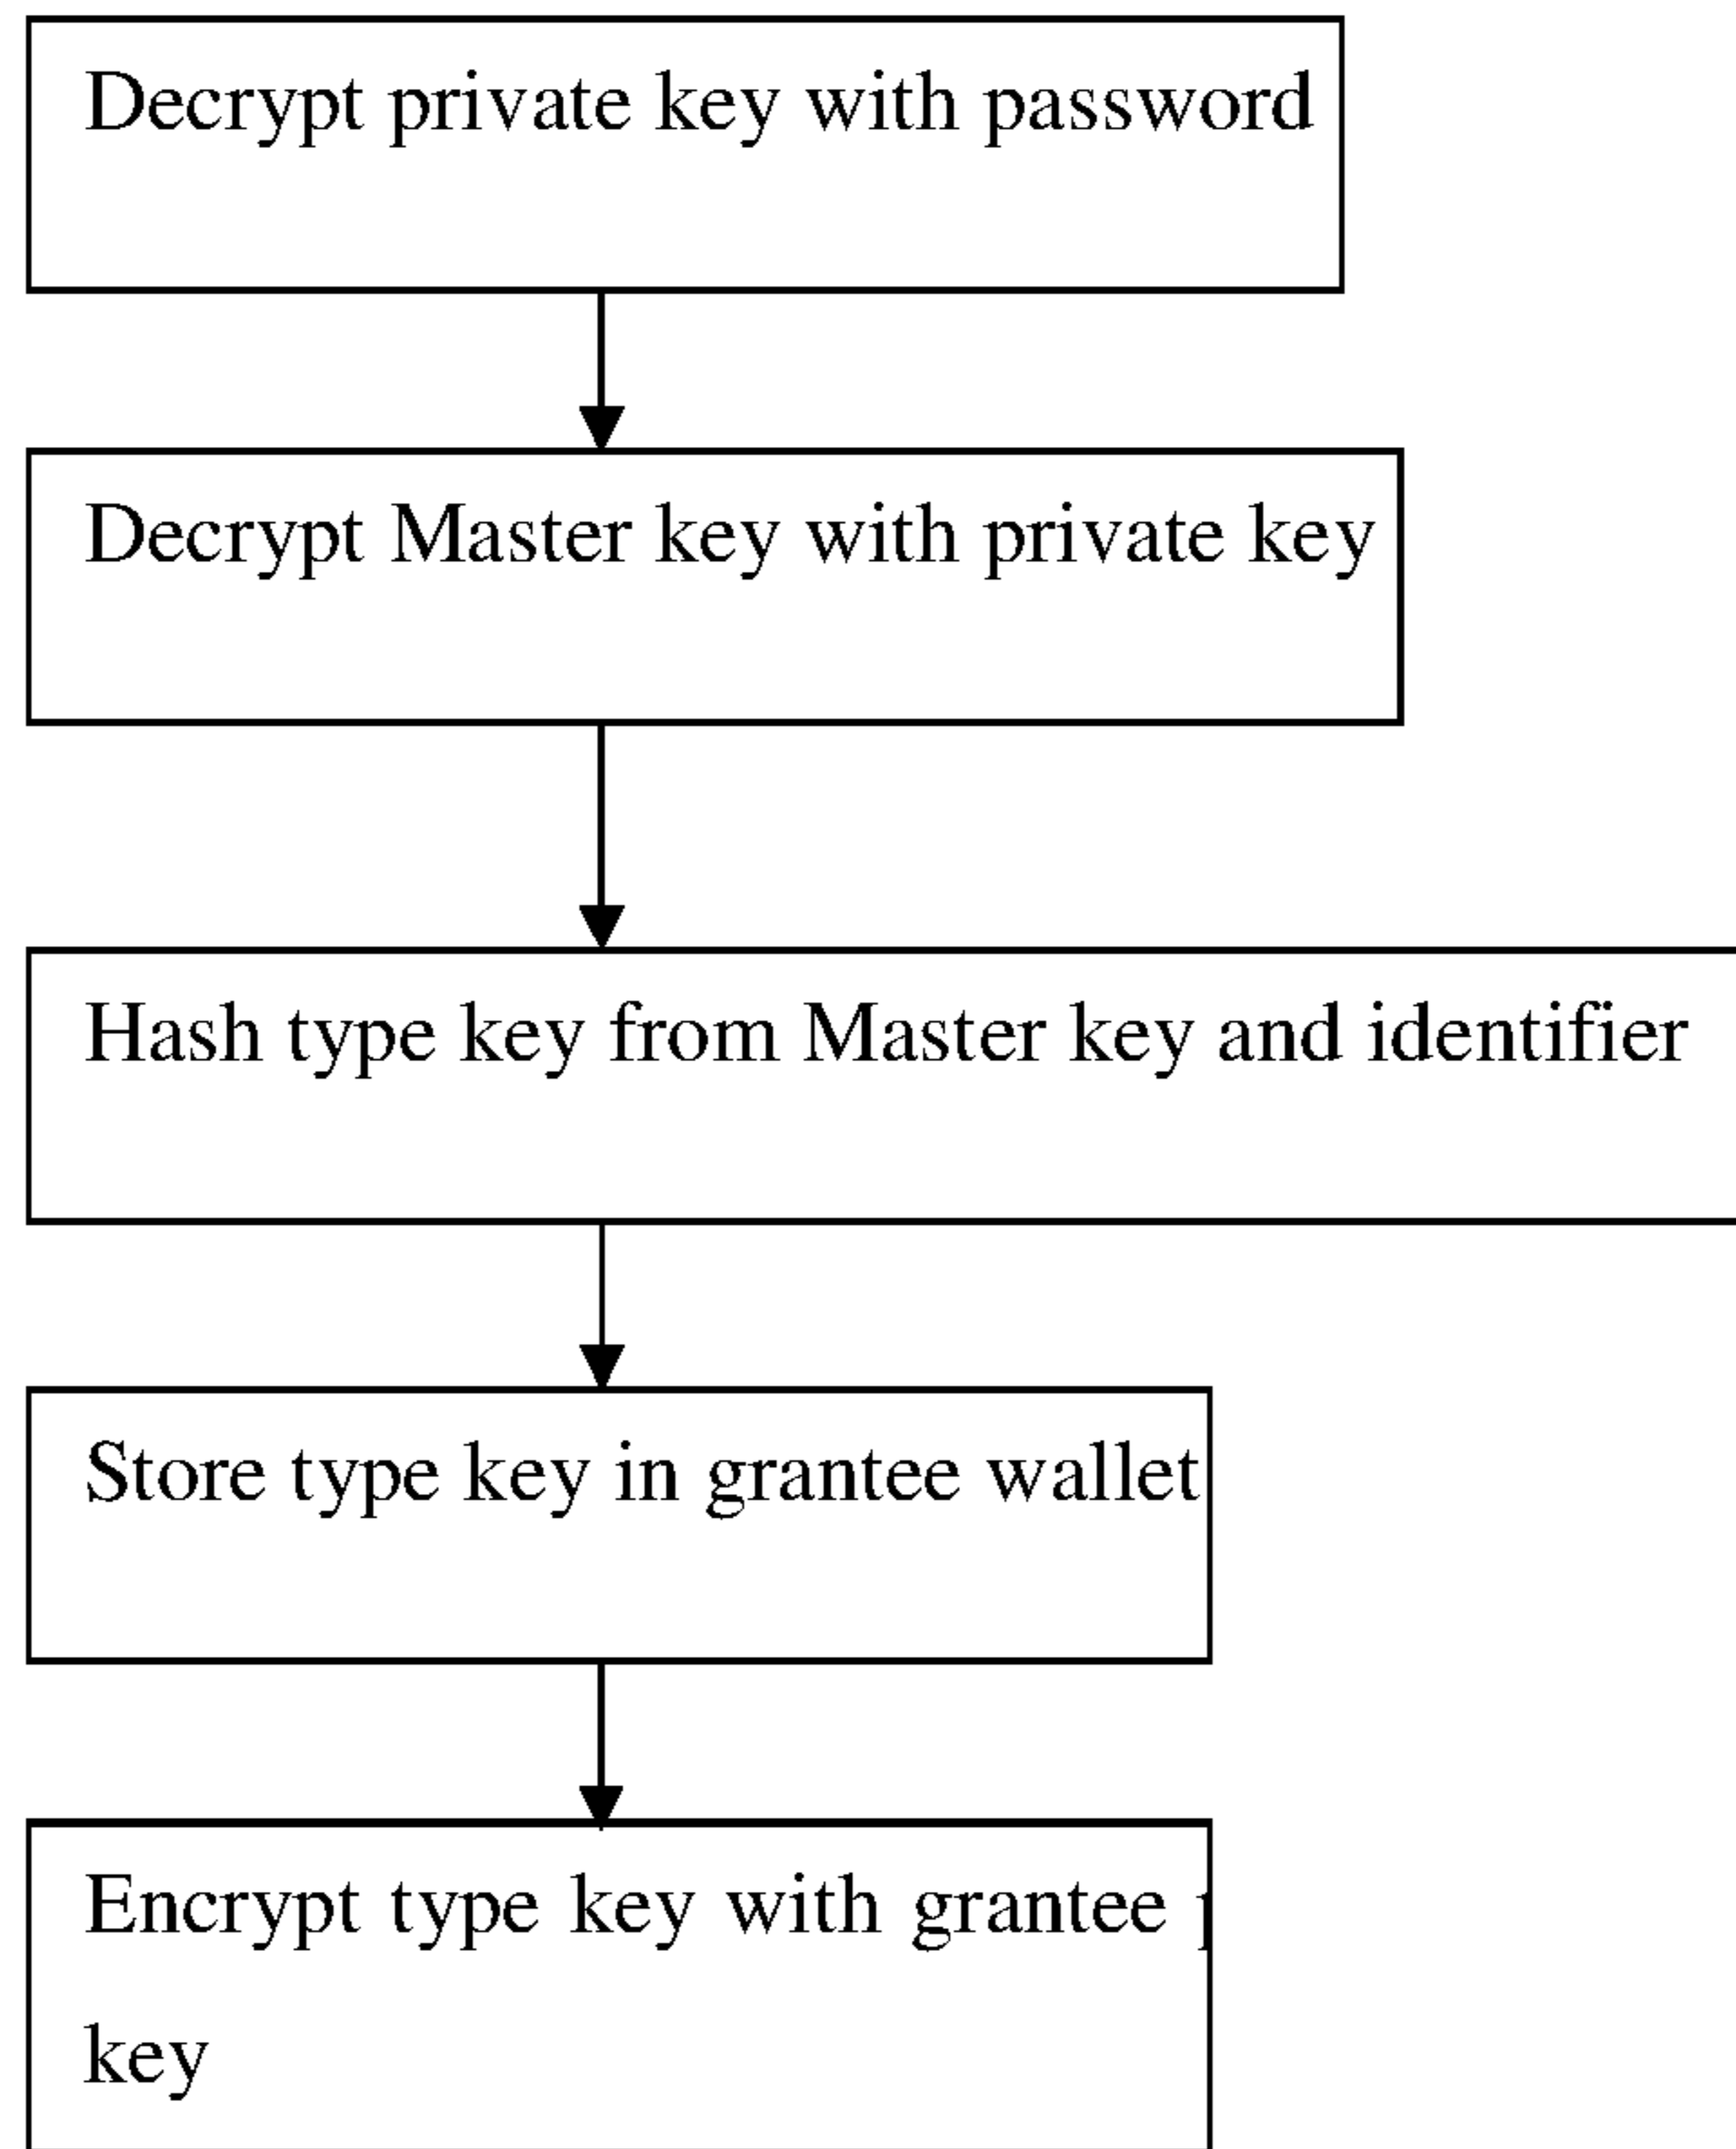 Decrypt private key with password
Decrypt Master key with private key
Hash type key from Master key and identifier
Store type key in grantee wallet
Encrypt type key with grantee
key